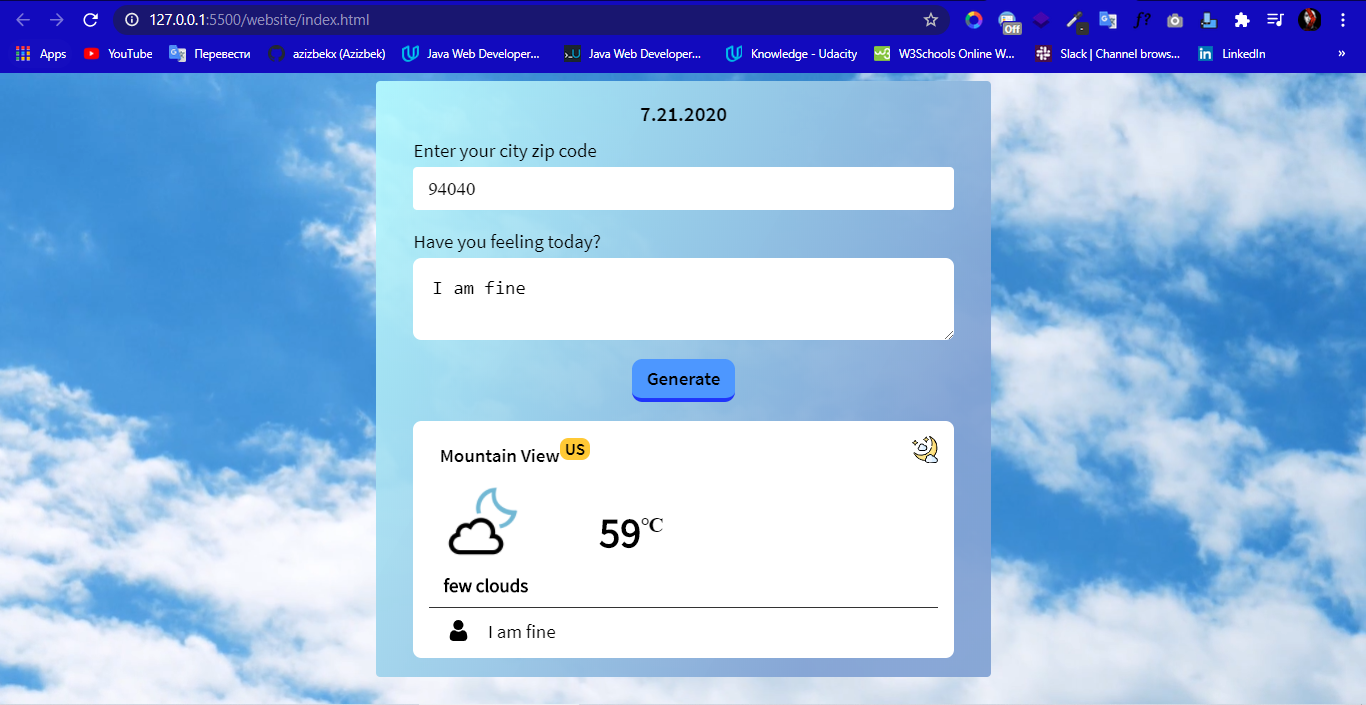 127.0.0.1:5500/website/index.html
Off
f?
Apps YouTube Перевести azizbekx (Azizbek) Java Web Developer... Java Web Developer... Knowledge - Udacity W3Schools Online W... Slack | Channel brows... LinkedIn »
7.21.2020
Enter your city zip code
94040
Have you feeling today?
I am fine
Generate
Mountain View US
59°C
few clouds
I am fine